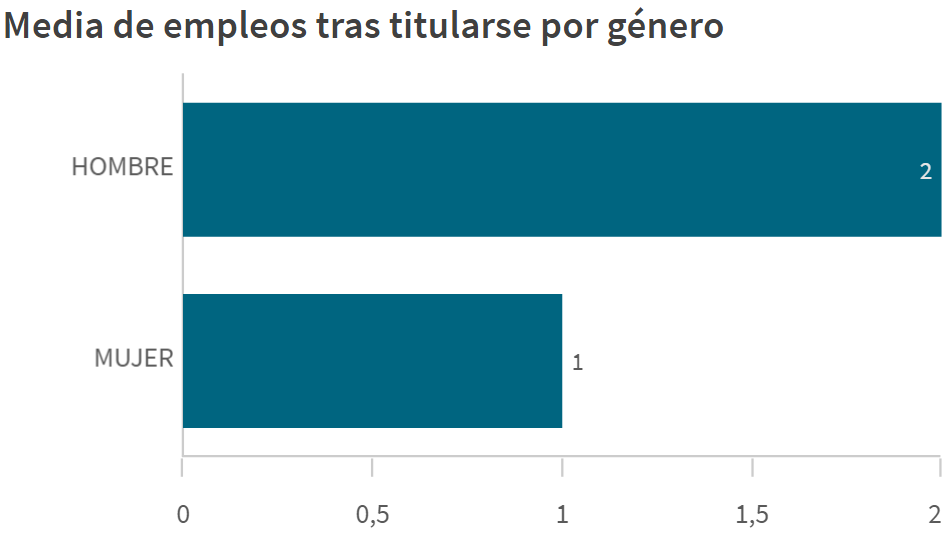 Media de empleos tras titularse por género
HOMBRE
2
MUJER
1
0 0,5 1 1,5 2